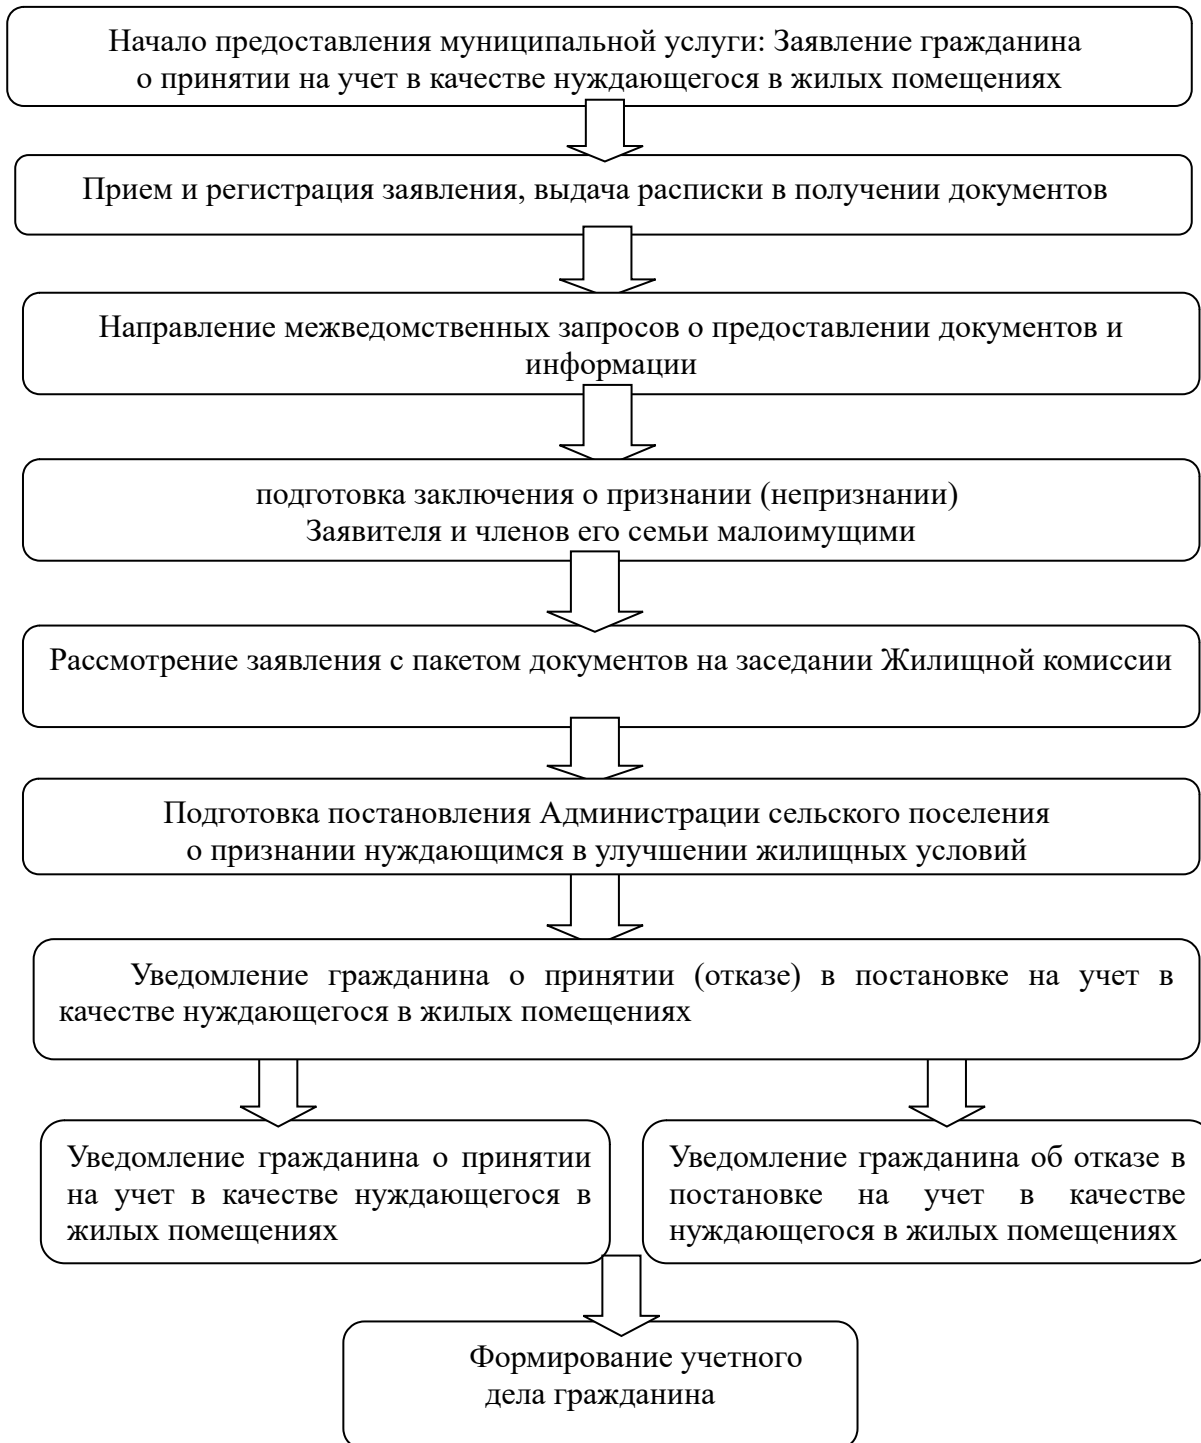 Начало предоставления муниципальной услуги: Заявление гражданина
о принятии на учет в качестве нуждающегося в жилых помещениях
Прием и регистрация заявления, выдача расписки в получении документов
Направление межведомственных запросов о предоставлении документов и
информации
подготовка заключения о признании (непризнании)
Заявителя и членов его семьи малоимущими
Рассмотрение заявления с пакетом документов на заседании Жилищной комиссии
Подготовка постановления Администрации сельского поселения
о признании нуждающимся в улучшении жилищных условий
Уведомление гражданина о принятии (отказе) в постановке на учет в
качестве нуждающегося в жилых помещениях
Уведомление гражданина о принятии
на учет в качестве нуждающегося в
жилых помещениях
Уведомление гражданина об отказе в
постановке на учет в качестве
нуждающегося в жилых помещениях
Формирование учетного
дела гражданина